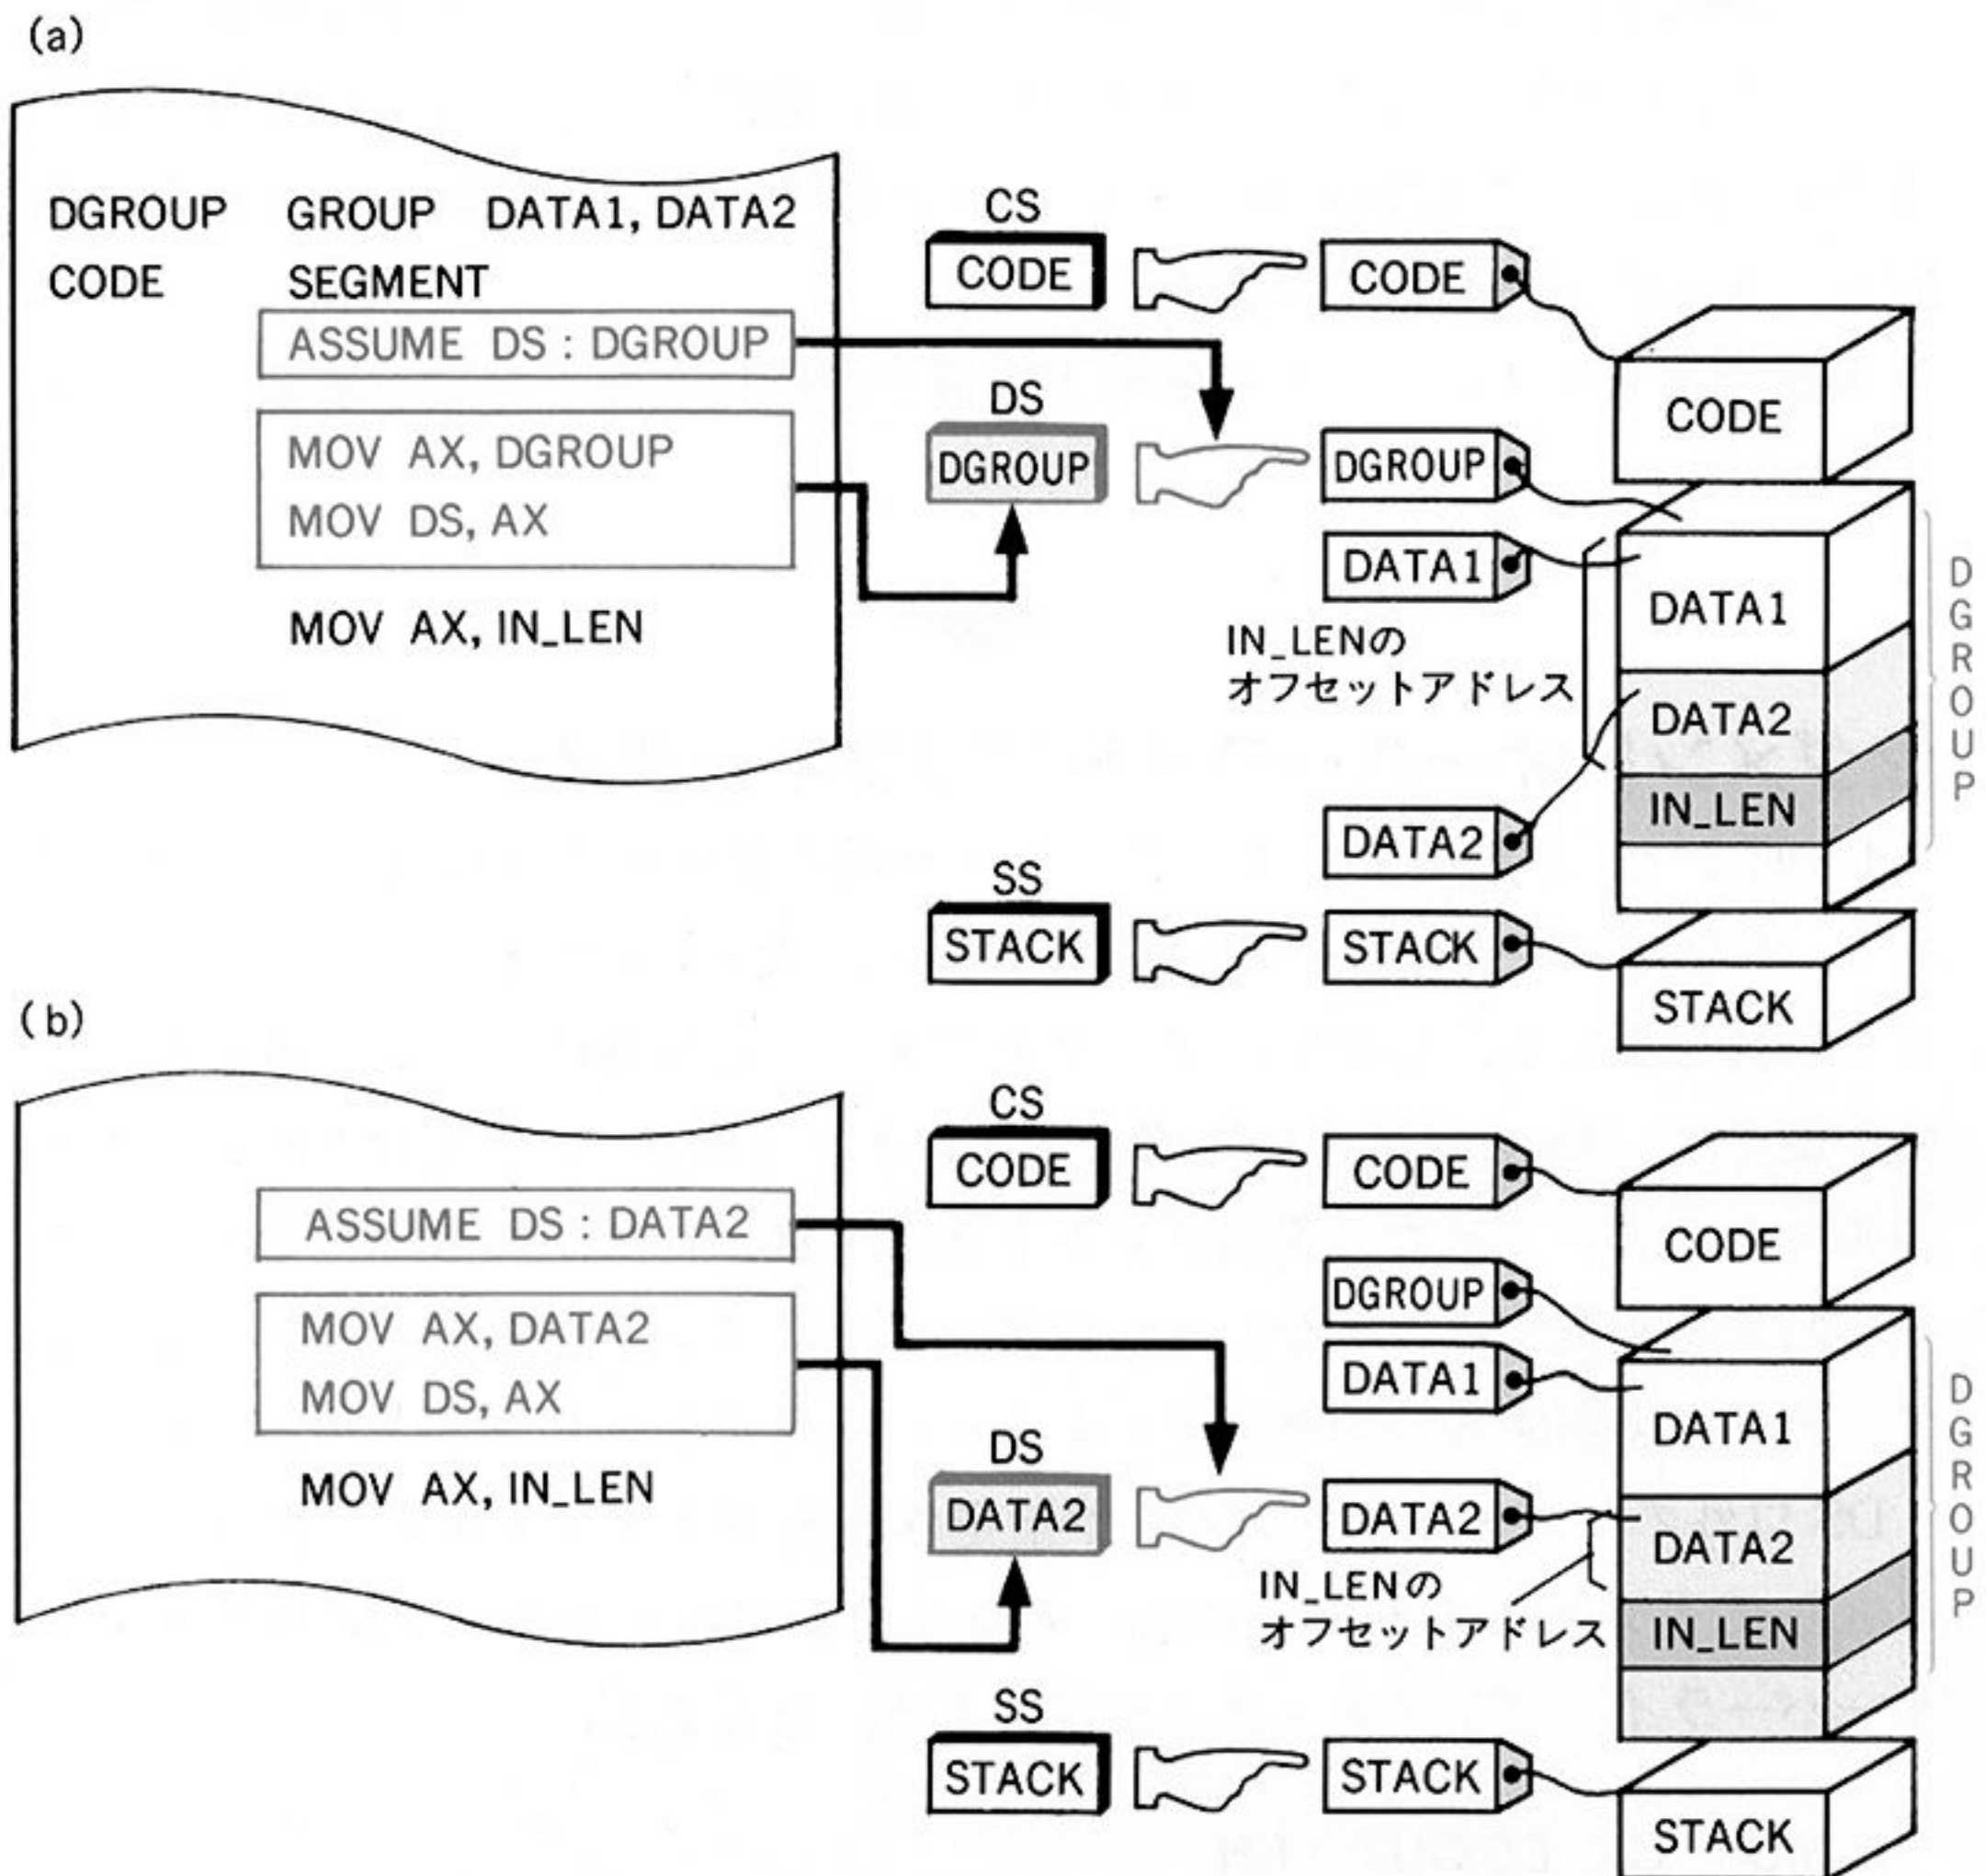 (a)
DGROUP GROUP DATA1, DATA2
CODE SEGMENT
ASSUME DS : DGROUP
MOV AX, DGROUP
MOV DS, AX
MOV AX, IN_LEN
CS
CODE
CODE
CODE
DS
DGROUP
DGROUP
DATA1
IN_LENの
オフセットアドレス
DATA2
DATA1
DATA2
IN_LEN
DGROUP
SS
STACK
STACK
STACK
(b)
ASSUME DS : DATA2
MOV AX, DATA2
MOV DS, AX
MOV AX, IN_LEN
CS
CODE
CODE
CODE
DGROUP
DATA1
DS
DATA2
DATA2
IN_LENの
オフセットアドレス
DATA1
DATA2
IN_LEN
DGROUP
SS
STACK
STACK
STACK